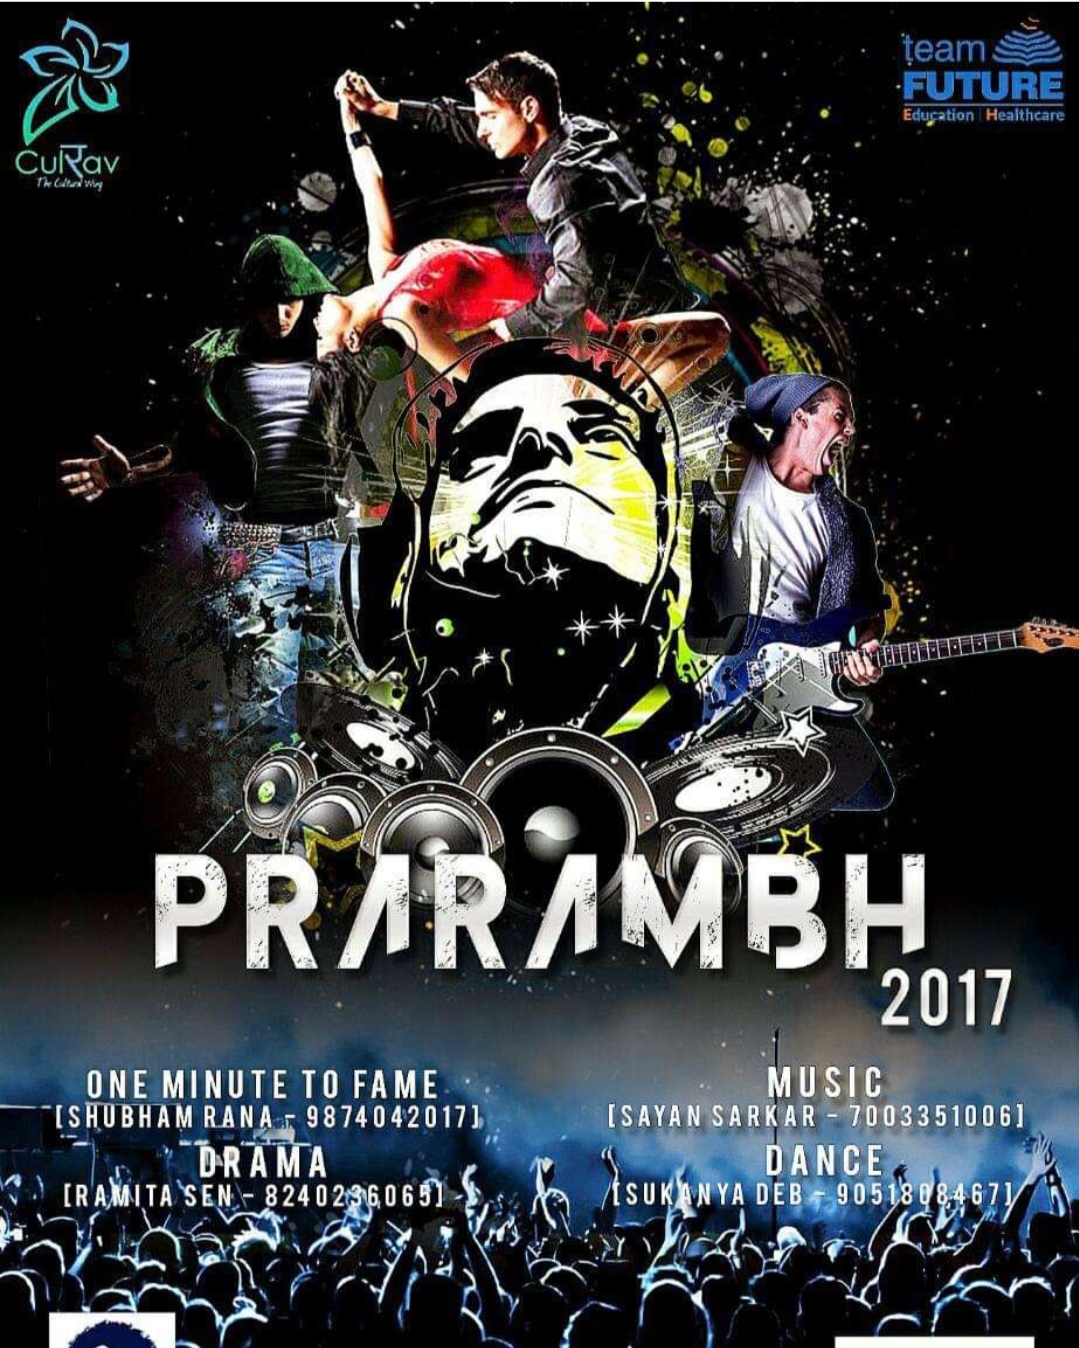 CulRav
The Cultural Wing
team
FUTURE
Education | Healthcare
PRARAMBH
2017
ONE MINUTE TO FAME
[SHUBHAM RANA - 9874042017]
DRAMA
[RAMITA SEN - 8240236065]
MUSIC
[SAYAN SARKAR - 7003351006]
DANCE
[SUKANYA DEB - 9051808467]